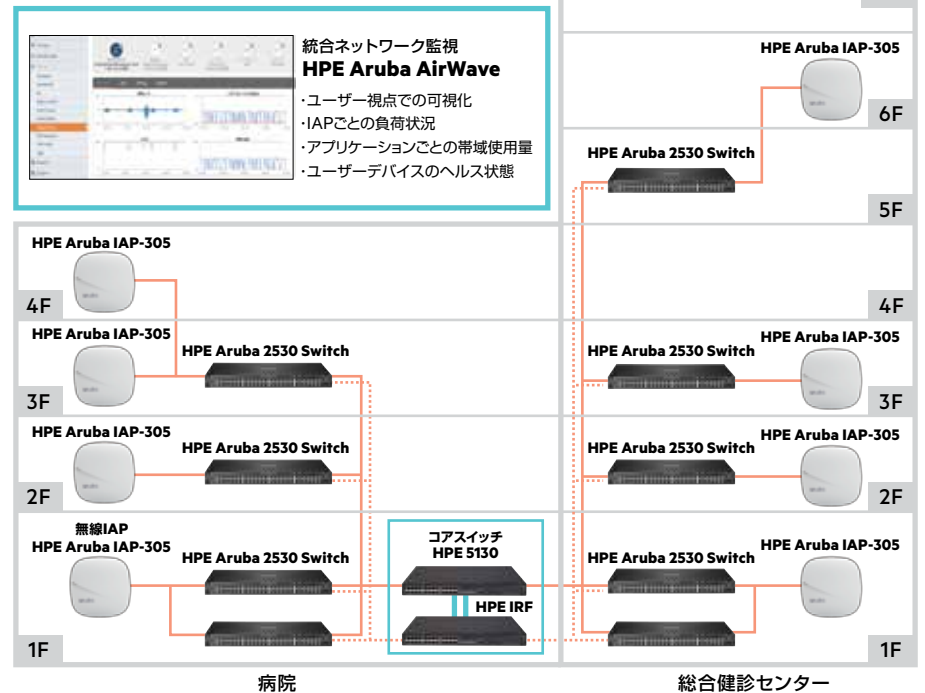 統合ネットワーク監視
HPE Aruba AirWave
・ユーザー視点での可視化
・IAPごとの負荷状況
・アプリケーションごとの帯域使用量
・ユーザーデバイスのヘルス状態
HPE Aruba IAP-305
6F
HPE Aruba 2530 Switch
5F
HPE Aruba IAP-305
4F
4F
HPE Aruba IAP-305
HPE Aruba 2530 Switch
3F
HPE Aruba 2530 Switch
HPE Aruba IAP-305
3F
HPE Aruba IAP-305
HPE Aruba 2530 Switch
2F
HPE Aruba 2530 Switch
HPE Aruba IAP-305
2F
無線IAP
HPE Aruba IAP-305
HPE Aruba 2530 Switch
1F
コアスイッチ
HPE 5130
HPE IRF
HPE Aruba 2530 Switch
HPE Aruba IAP-305
1F
病院
総合健診センター